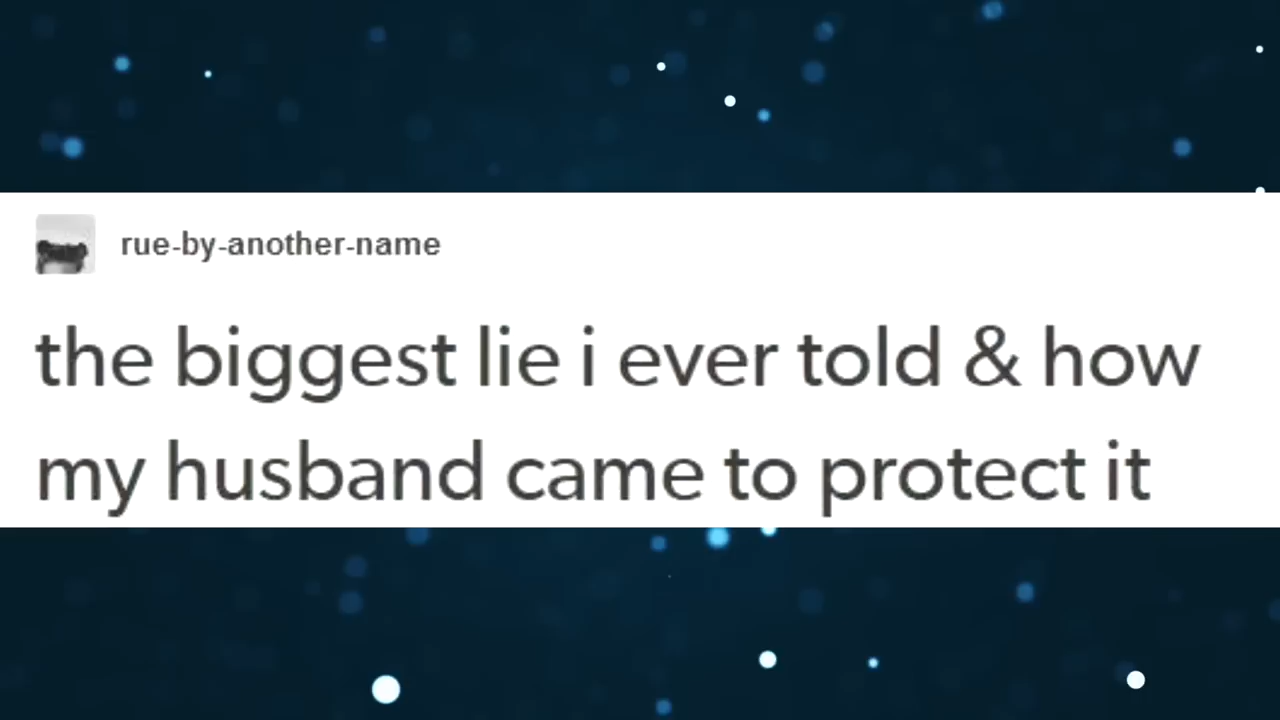 rue-by-another-name
the biggest lie i ever told & how
my husband came to protect it